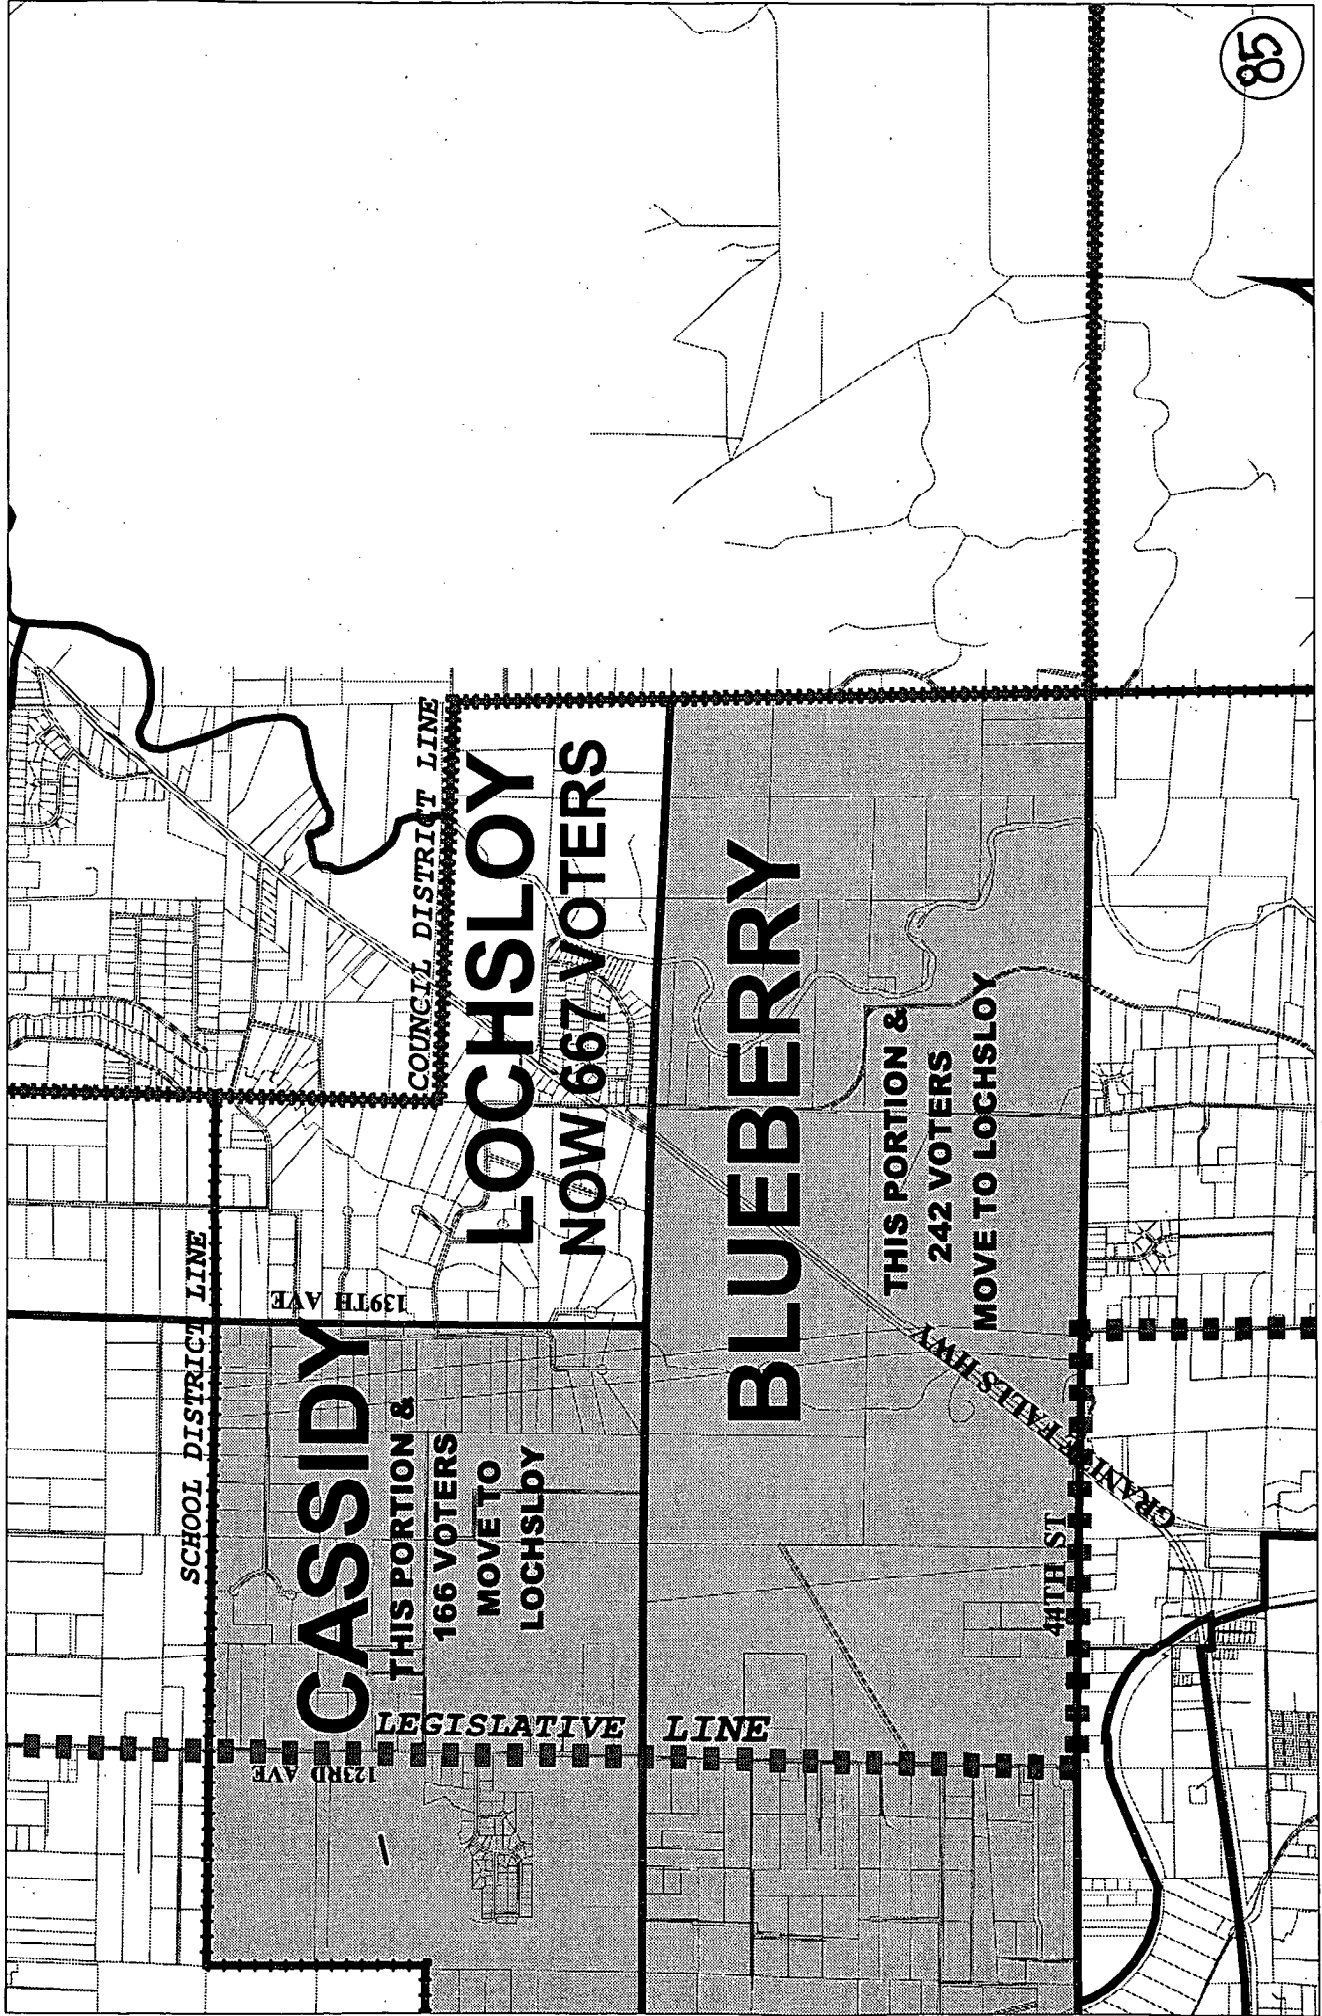 85
SCHOOL DISTRICT LINE
139TH AVE
COUNCIL DISTRICT LINE
CASSIDY
THIS PORTION &
166 VOTERS
MOVE TO
LOCHSLOY
LOCHSLOY
NOW 667 VOTERS
123RD AVE
LEGISLATIVE LINE
BLUEBERRY
THIS PORTION &
242 VOTERS
MOVE TO LOCHSLOY
44TH ST
GRANITE FALLS HWY